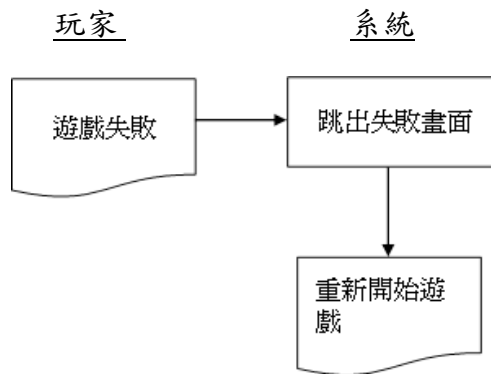 玩家
系統
遊戲失敗
跳出失敗畫面
重新開始遊
戲